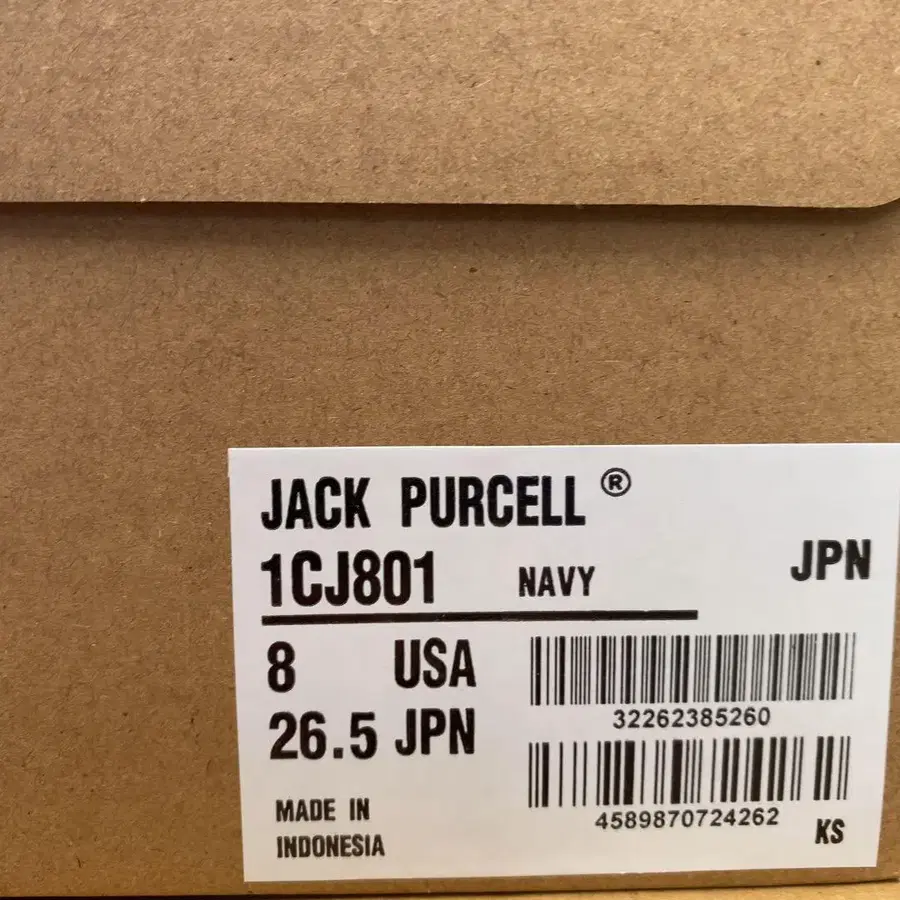 JACK PURCELL®
1CJ801 NAVY JPN
8 USA
26.5 JPN
32262385260
4589870724262
MADE IN
INDONESIA
KS